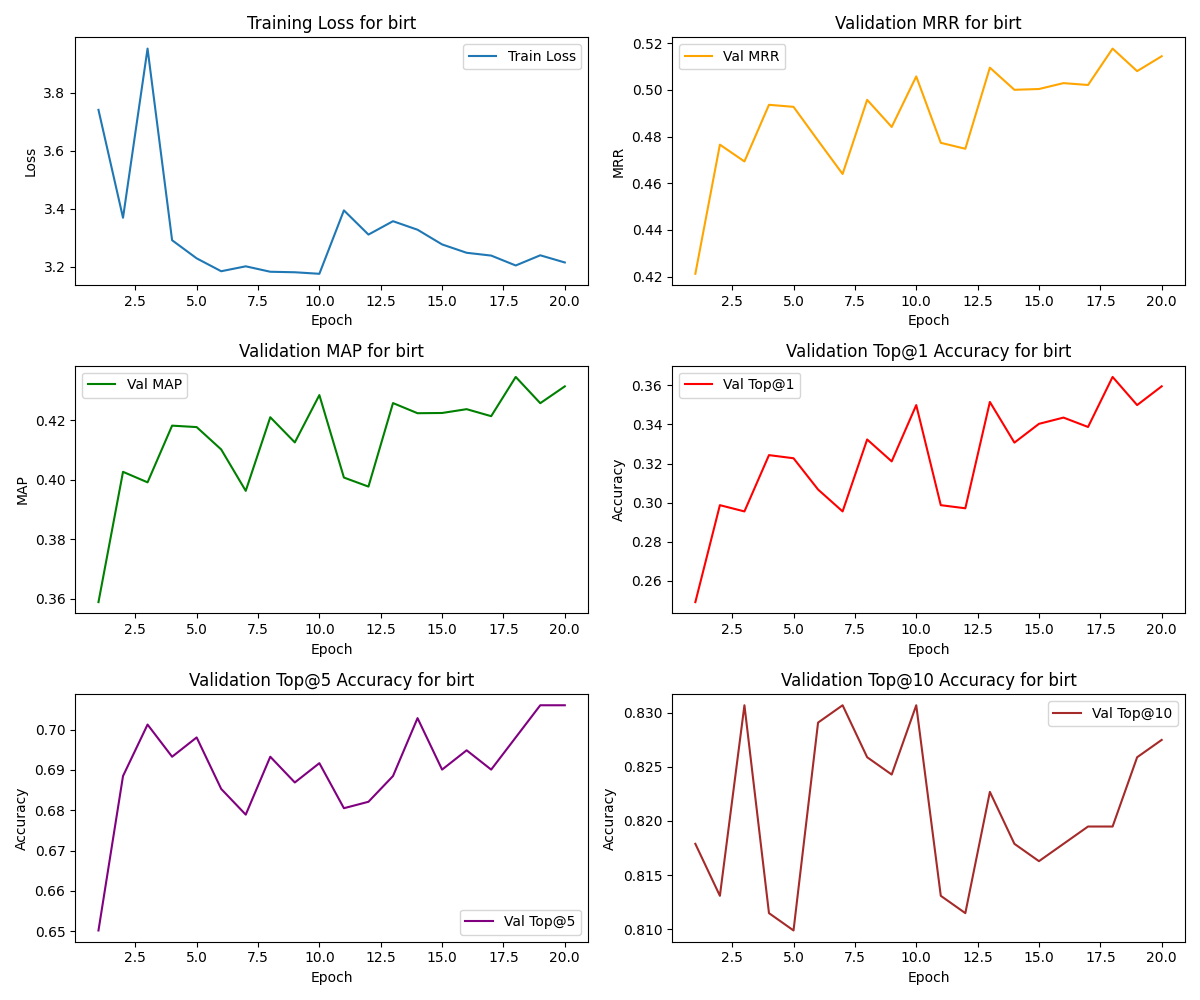 Training Loss for birt
Train Loss
3.8
3.6
3.4
3.2
Loss
2.5 5.0 7.5 10.0 12.5 15.0 17.5 20.0
Epoch
Validation MRR for birt
Val MRR
0.52
0.50
0.48
0.46
0.44
0.42
MRR
2.5 5.0 7.5 10.0 12.5 15.0 17.5 20.0
Epoch
Validation MAP for birt
Val MAP
0.42
0.40
0.38
0.36
MAP
2.5 5.0 7.5 10.0 12.5 15.0 17.5 20.0
Epoch
Validation Top@1 Accuracy for birt
Val Top@1
0.36
0.34
0.32
0.30
0.28
0.26
Accuracy
2.5 5.0 7.5 10.0 12.5 15.0 17.5 20.0
Epoch
Validation Top@5 Accuracy for birt
0.70
0.69
0.68
0.67
0.66
0.65
Accuracy
Val Top@5
2.5 5.0 7.5 10.0 12.5 15.0 17.5 20.0
Epoch
Validation Top@10 Accuracy for birt
Val Top@10
0.830
0.825
0.820
0.815
0.810
Accuracy
2.5 5.0 7.5 10.0 12.5 15.0 17.5 20.0
Epoch